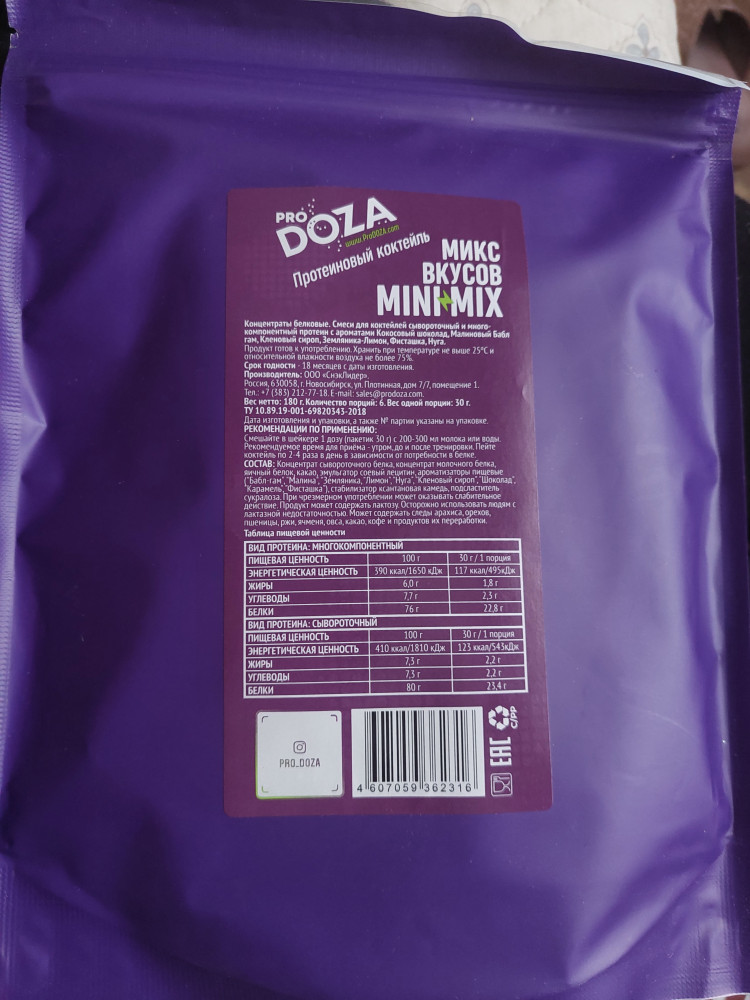 PRO
DOZA
www.ProDOZA.com
Протеиновый коктейль
МИКС
ВКУСОВ
MINI MIX
Концентраты белковые. Смеси для коктейлей сывороточный и много-
компонентный протеин с ароматами Кокосовый шоколад, Малиновый Бабл
гам, Кленовый сироп, Земляника-Лимон, Фисташка, Нуга.
Продукт готов к употреблению. Хранить при температуре не выше 25°С и
относительной влажности воздуха не более 75%.
Срок годности - 18 месяцев с даты изготовления.
Производитель: ООО «СнэкЛидер».
Россия, 630058, г. Новосибирск, ул. Плотинная, дом 7/7, помещение 1.
Тел.: +7 (383) 212-77-18. E-mail: sales@prodoza.com.
Вес нетто: 180 г. Количество порций: 6. Вес одной порции: 30 г.
ТУ 10.89.19-001-69820343-2018
Дата изготовления и упаковки, а также № партии указаны на упаковке.
РЕКОМЕНДАЦИИ ПО ПРИМЕНЕНИЮ:
Смешайте в шейкере 1 дозу (пакетик 30 г) с 200-300 мл молока или воды.
Рекомендуемое время для приёма - утром, до и после тренировки. Пейте
коктейль по 2-4 раза в день в зависимости от потребности в белке.
СОСТАВ: Концентрат сывороточного белка, концентрат молочного белка,
яичный белок, какао, эмульгатор соевый лецитин, ароматизаторы пищевые
("Бабл-гам", "Малина", "Земляника", "Лимон", "Нуга", "Кленовый сироп", "Шоколад",
"Карамель", "Фисташка"), стабилизатор ксантановая камедь, подсластитель
сукралоза. При чрезмерном употреблении может оказывать слабительное
действие. Продукт может содержать лактозу. Осторожно использовать людям с
лактазной недостаточностью. Может содержать следы арахиса, орехов,
пшеницы, ржи, ячменя, овса, какао, кофе и продуктов их переработки.
Таблица пищевой ценности
ВИД ПРОТЕИНА: МНОГОКОМПОНЕНТНЫЙ
ПИЩЕВАЯ ЦЕННОСТЬ 100 г 30 г / 1 порция
ЭНЕРГЕТИЧЕСКАЯ ЦЕННОСТЬ 390 ккал/1650 кДж 117 ккал/495кДж
ЖИРЫ 6,0 г 1,8 г
УГЛЕВОДЫ 7,7 г 2,3 г
БЕЛКИ 76 г 22,8 г
ВИД ПРОТЕИНА: СЫВОРОТОЧНЫЙ
ПИЩЕВАЯ ЦЕННОСТЬ 100 г 30 г / 1 порция
ЭНЕРГЕТИЧЕСКАЯ ЦЕННОСТЬ 410 ккал/1810 кДж 123 ккал/543кДж
ЖИРЫ 7,3 г 2,2 г
УГЛЕВОДЫ 7,3 г 2,2 г
БЕЛКИ 80 г 23,4 г
PRO_DOZA
4 607059 362316
EAC
C/PP